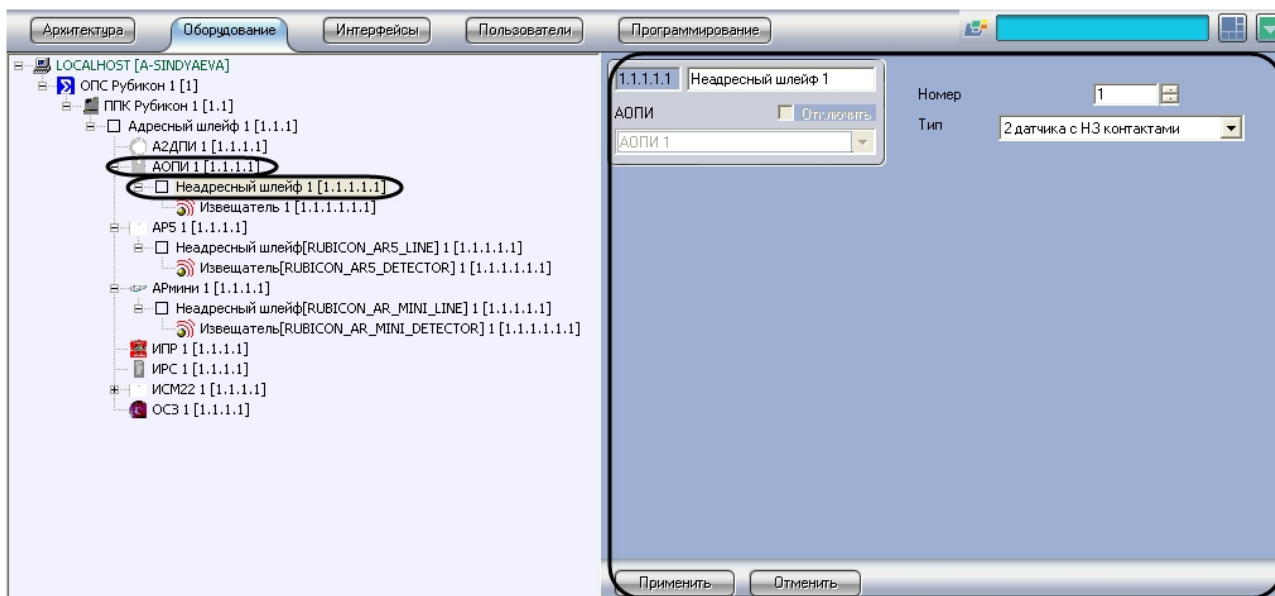 Архитектура Оборудование Интерфейсы Пользователи Программирование
LOCALHOST [A-SINDYAEVA]
ОПС Рубикон 1 [1]
ППК Рубикон 1 [1.1]
Адресный шлейф 1 [1.1.1]
А2ДПИ 1 [1.1.1.1]
АОПИ 1 [1.1.1.1]
Неадресный шлейф 1 [1.1.1.1.1]
Извещатель 1 [1.1.1.1.1.1]
АР5 1 [1.1.1.1]
Неадресный шлейф[RUBICON_AR5_LINE] 1 [1.1.1.1.1]
Извещатель[RUBICON_AR5_DETECTOR] 1 [1.1.1.1.1.1]
АРмини 1 [1.1.1.1]
Неадресный шлейф[RUBICON_AR_MINI_LINE] 1 [1.1.1.1.1]
Извещатель[RUBICON_AR_MINI_DETECTOR] 1 [1.1.1.1.1.1]
ИПР 1 [1.1.1.1]
ИРС 1 [1.1.1.1]
ИСМ22 1 [1.1.1.1]
ОСЗ 1 [1.1.1.1]
1.1.1.1.1 Неадресный шлейф 1
АОПИ Отключить
АОПИ 1
Номер 1
Тип 2 датчика с НЗ контактами
Применить Отменить